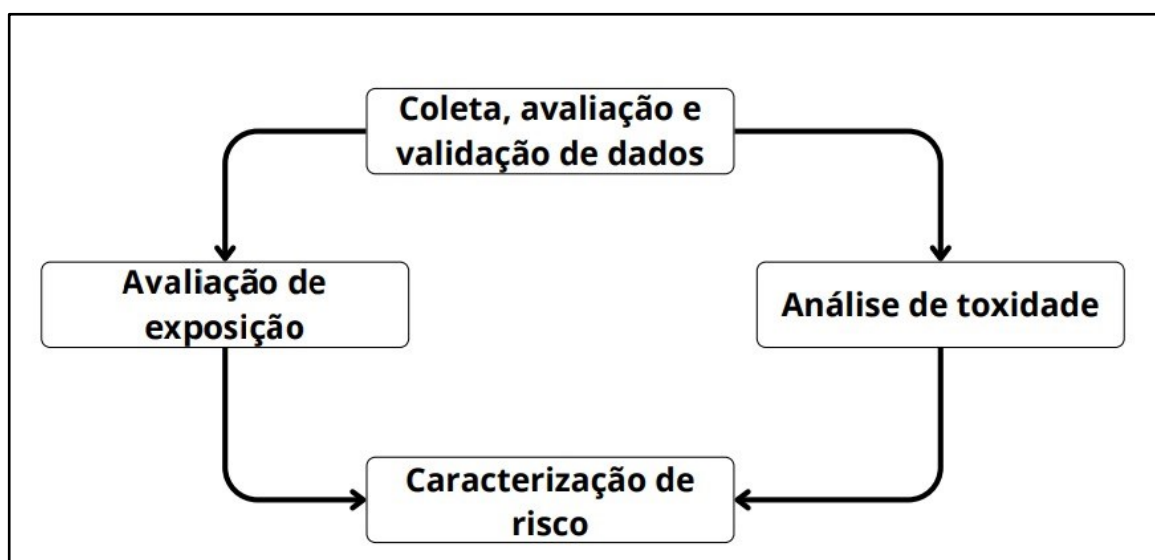 Coleta, avaliação e
validação de dados
Avaliação de
exposição
Análise de toxidade
Caracterização de
risco